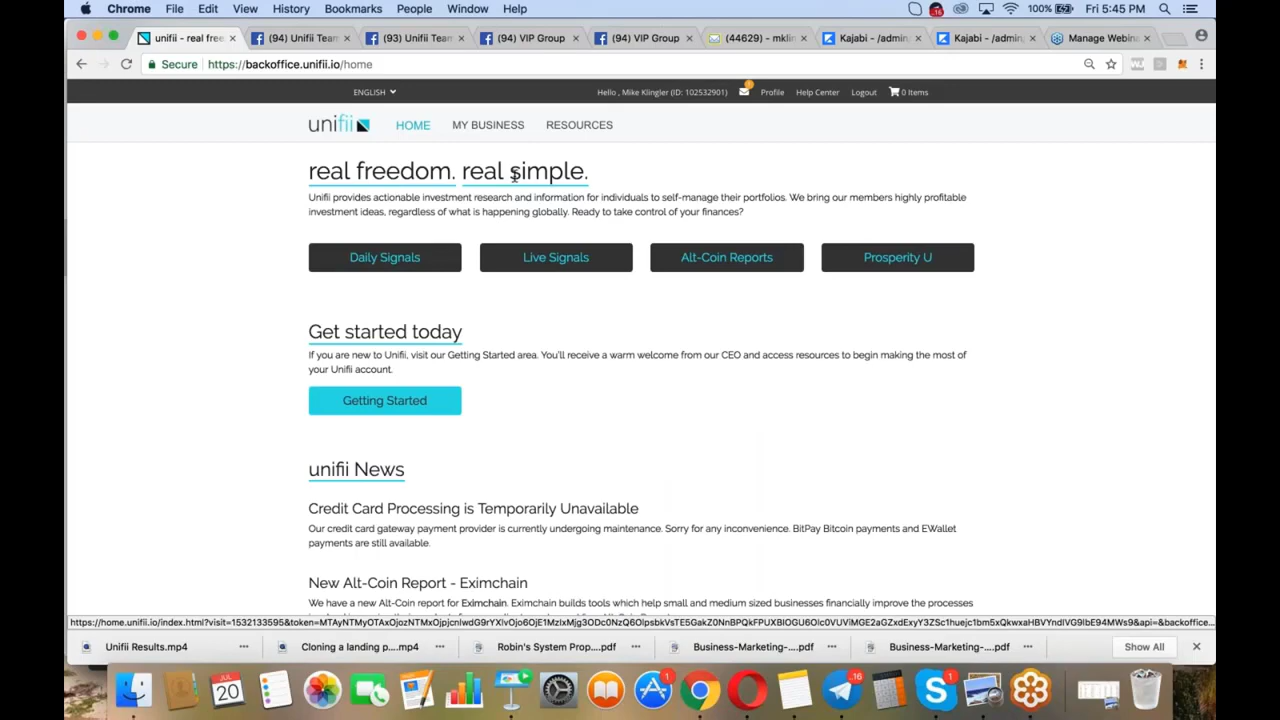 Chrome File Edit View History Bookmarks People Window Help 16 100% Fri 5:45 PM
unifii - real free (94) Unifii Team (93) Unifii Team (94) VIP Group (94) VIP Group (44629) - mklin Kajabi - /admin Kajabi - /admin Manage Webina
Secure https://backoffice.unifii.io/home
ENGLISH Hello , Mike Klingler (ID: 102532901) Profile Help Center Logout 0 Items
unifii HOME MY BUSINESS RESOURCES
real freedom. real simple.
Unifii provides actionable investment research and information for individuals to self-manage their portfolios. We bring our members highly profitable
investment ideas, regardless of what is happening globally. Ready to take control of your finances?
Daily Signals Live Signals Alt-Coin Reports Prosperity U
Get started today
If you are new to Unifii, visit our Getting Started area. You'll receive a warm welcome from our CEO and access resources to begin making the most of
your Unifii account.
Getting Started
unifii News
Credit Card Processing is Temporarily Unavailable
Our credit card gateway payment provider is currently undergoing maintenance. Sorry for any inconvenience. BitPay Bitcoin payments and EWallet
payments are still available.
New Alt-Coin Report - Eximchain
We have a new Alt-Coin report for Eximchain. Eximchain builds tools which help small and medium sized businesses financially improve the processes
Unifii Results.mp4 Cloning a landing p....mp4 Robin's System Prop....pdf Business-Marketing-....pdf Business-Marketing-....pdf Show All
JUL 20 1 16 1